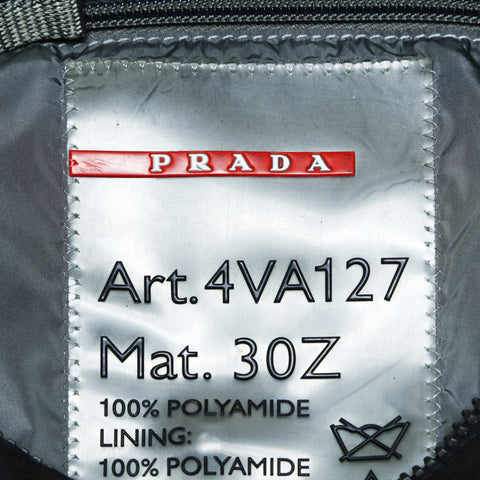 PRADA
Art. 4VA127
Mat. 30Z
100% POLYAMIDE
LINING:
100% POLYAMIDE